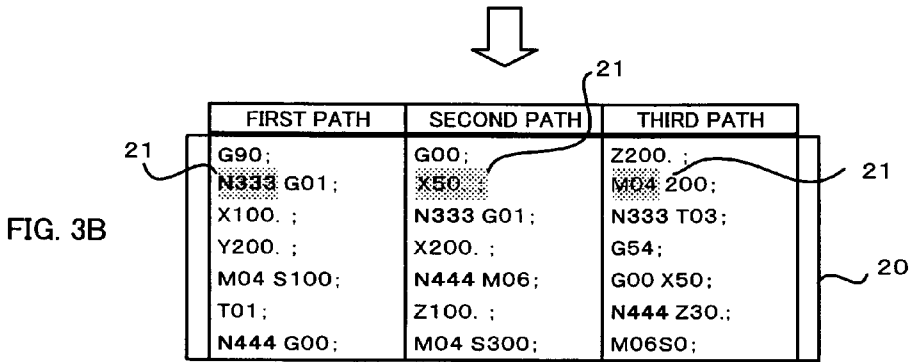 21
FIRST PATH SECOND PATH THIRD PATH
G90; G00; Z200. ;
21 N333 G01; X50. ; M04 200; 21
X100. ; N333 G01; N333 T03;
FIG. 3B Y200. ; X200. ; G54;
M04 S100; N444 M06; G00 X50; 20
T01; Z100. ; N444 Z30.;
N444 G00; M04 S300; M06S0;